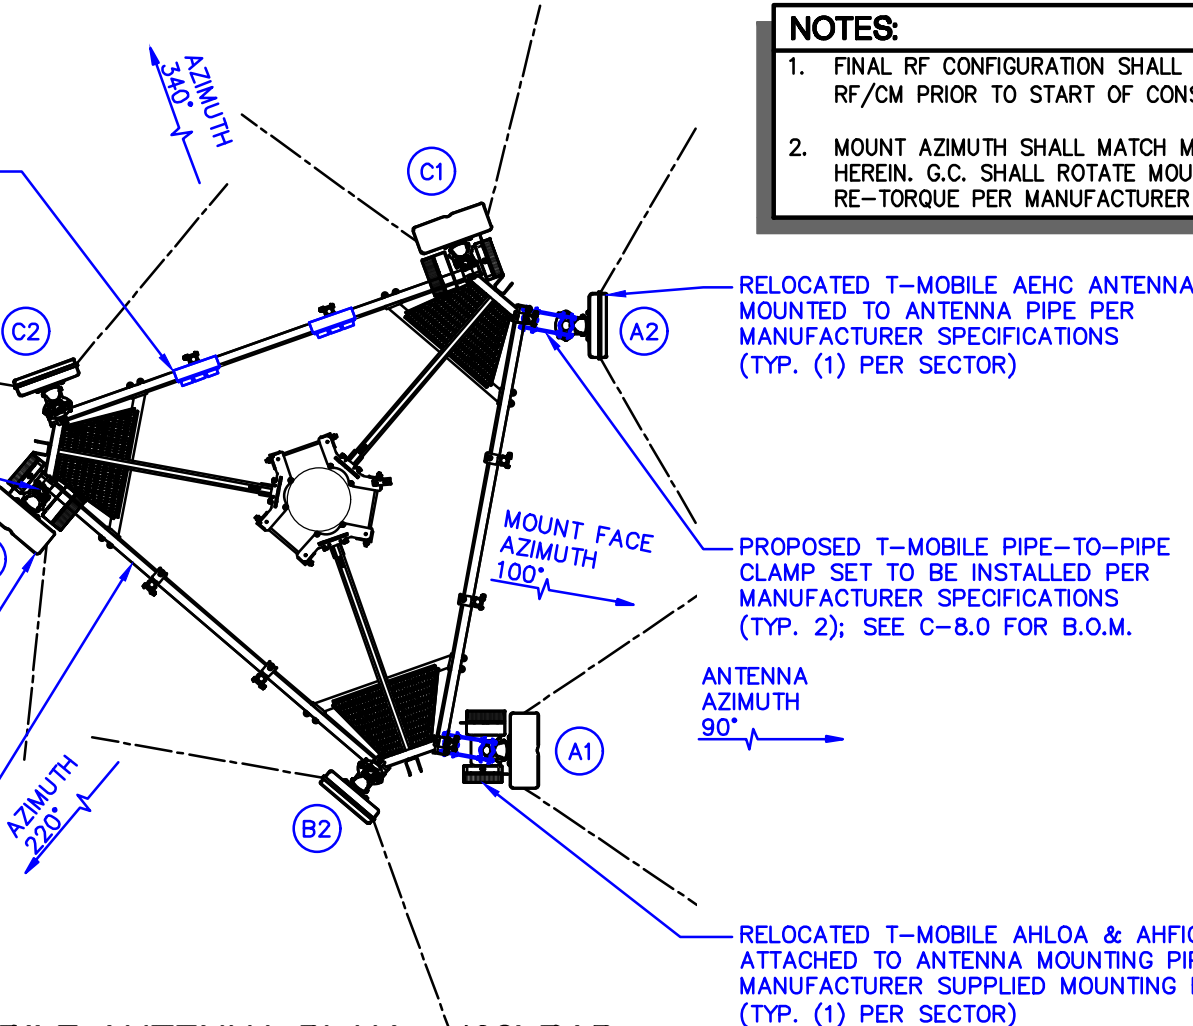 NOTES:
1. FINAL RF CONFIGURATION SHALL
RF/CM PRIOR TO START OF
2. MOUNT AZIMUTH SHALL MATCH
HEREIN. G.C. SHALL ROTATE
RE-TORQUE PER MANUFACTURER
AZIMUTH
340°
C1
C2
A2
RELOCATED T-MOBILE AEHC ANTENNA
MOUNTED TO ANTENNA PIPE PER
MANUFACTURER SPECIFICATIONS
(TYP. (1) PER SECTOR)
MOUNT FACE
AZIMUTH
100°
PROPOSED T-MOBILE PIPE-TO-PIPE
CLAMP SET TO BE INSTALLED PER
MANUFACTURER SPECIFICATIONS
(TYP. 2); SEE C-8.0 FOR B.O.M.
ANTENNA
AZIMUTH
90°
A1
AZIMUTH
220°
B2
RELOCATED T-MOBILE AHLOA &
ATTACHED TO ANTENNA MOUNTING
MANUFACTURER SUPPLIED MOUNTING
(TYP. (1) PER SECTOR)